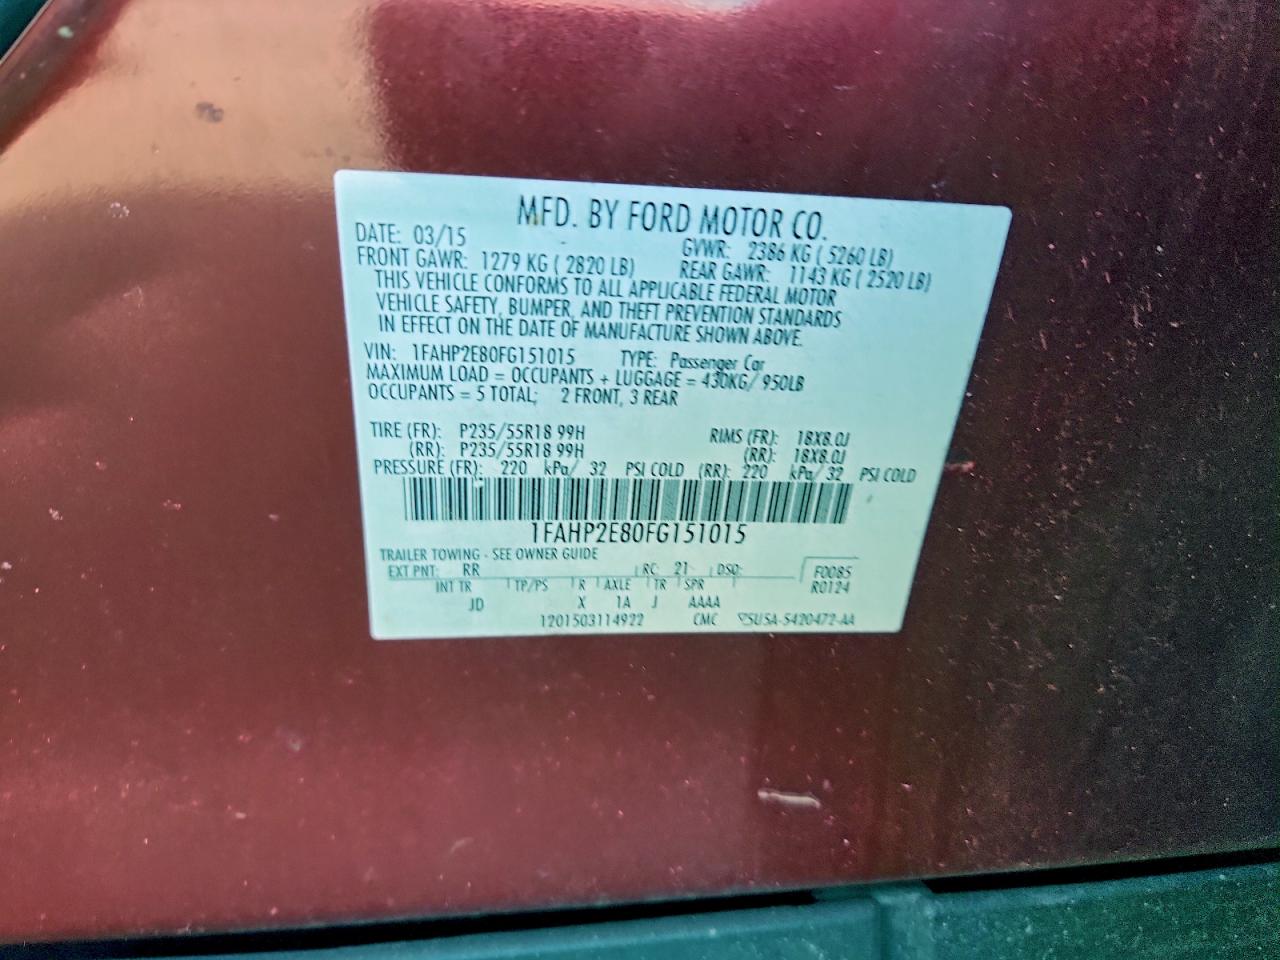 MFD. BY FORD MOTOR CO.
DATE: 03/15 GVWR: 2386 KG ( 5260 LB)
FRONT GAWR: 1279 KG ( 2820 LB) REAR GAWR: 1143 KG ( 2520 LB)
THIS VEHICLE CONFORMS TO ALL APPLICABLE FEDERAL MOTOR
VEHICLE SAFETY, BUMPER, AND THEFT PREVENTION STANDARDS
IN EFFECT ON THE DATE OF MANUFACTURE SHOWN ABOVE.
VIN: 1FAHP2E80FG151015 TYPE: Passenger Car
MAXIMUM LOAD = OCCUPANTS + LUGGAGE = 430KG/ 950LB
OCCUPANTS = 5 TOTAL; 2 FRONT, 3 REAR
TIRE (FR): P235/55R18 99H RIMS (FR): 18X8.0J
(RR): P235/55R18 99H (RR): 18X8.0J
PRESSURE (FR): 220 kPa/ 32 PSI COLD (RR): 220 kPa/ 32 PSI COLD
1FAHP2E80FG151015
TRAILER TOWING - SEE OWNER GUIDE
EXT PNT: RR RC: 21 DSO: F0085
INT TR TP/PS R AXLE TR SPR R0124
JD X 1A J AAAA
1201503114922 CMC 5U5A-5420472-AA